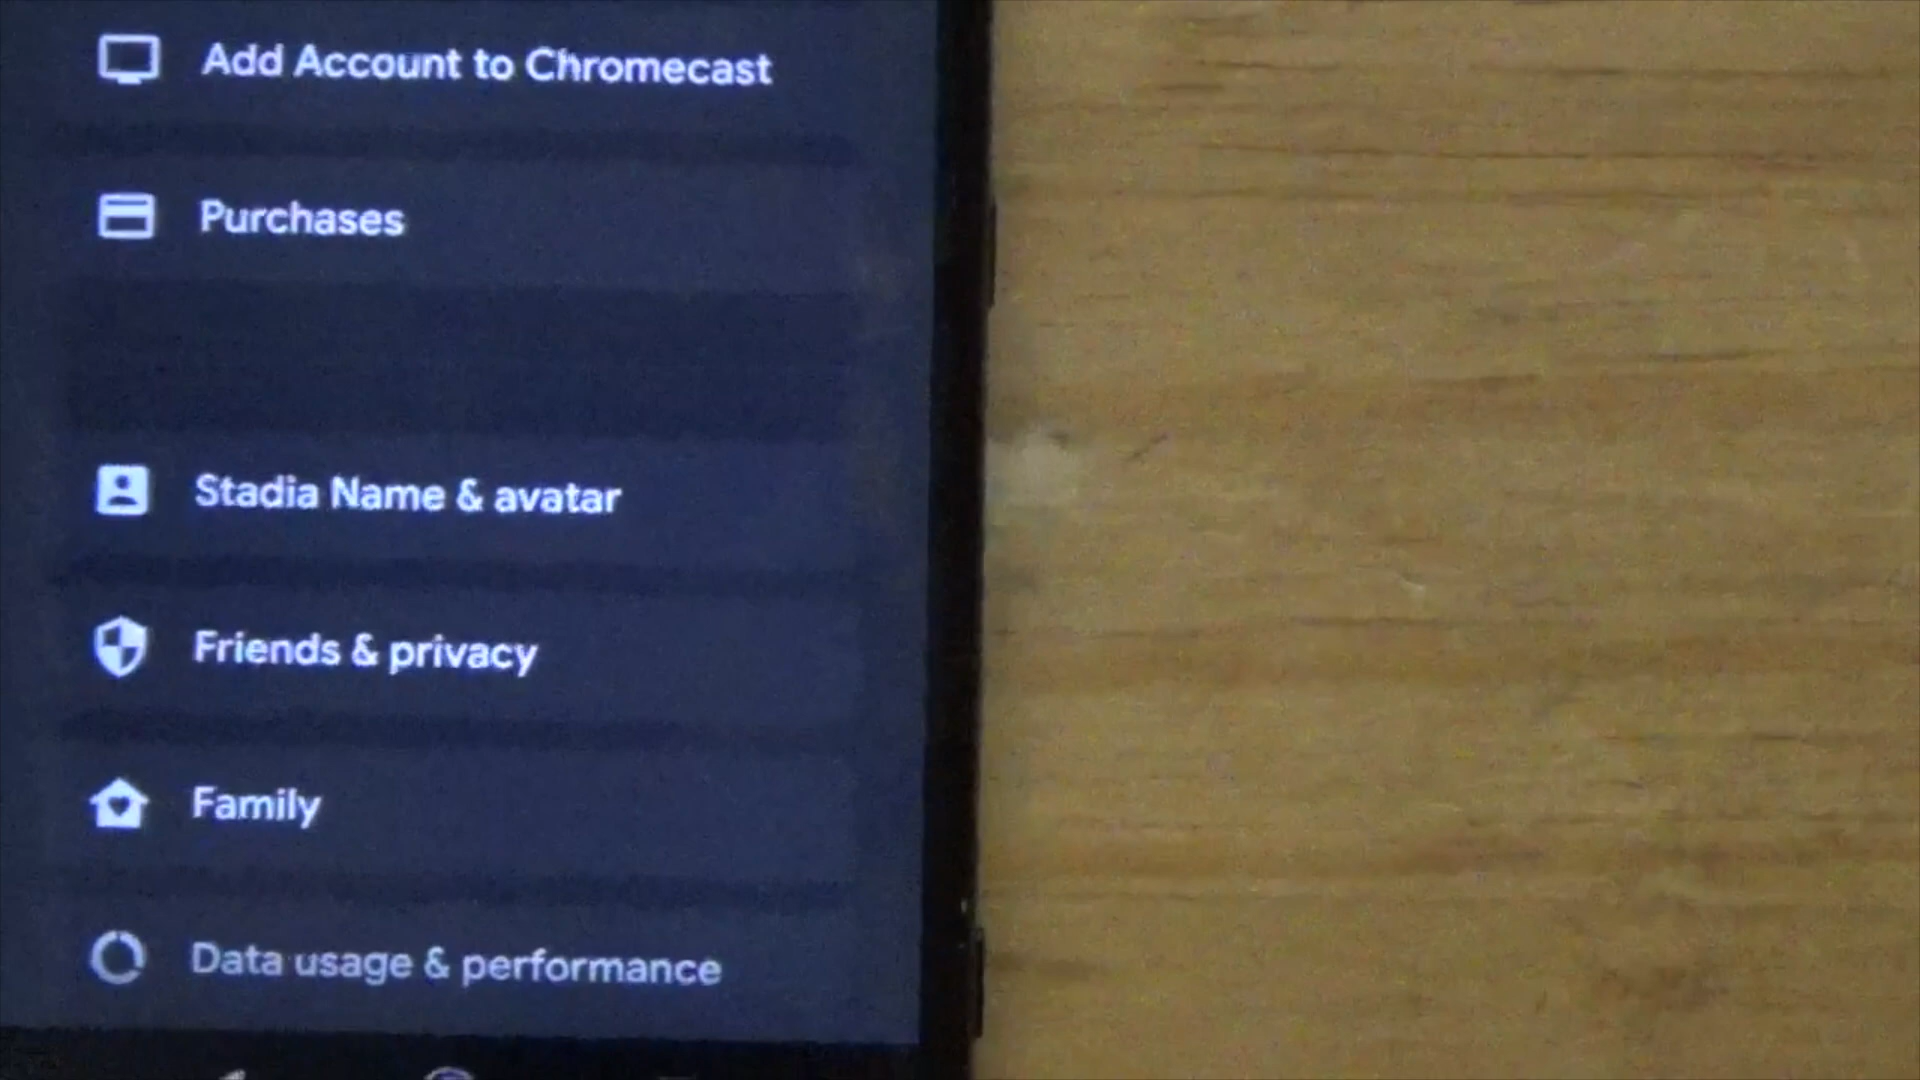 Add Account to Chromecast
Purchases
Stadia Name & avatar
Friends & privacy
Family
Data usage & performance